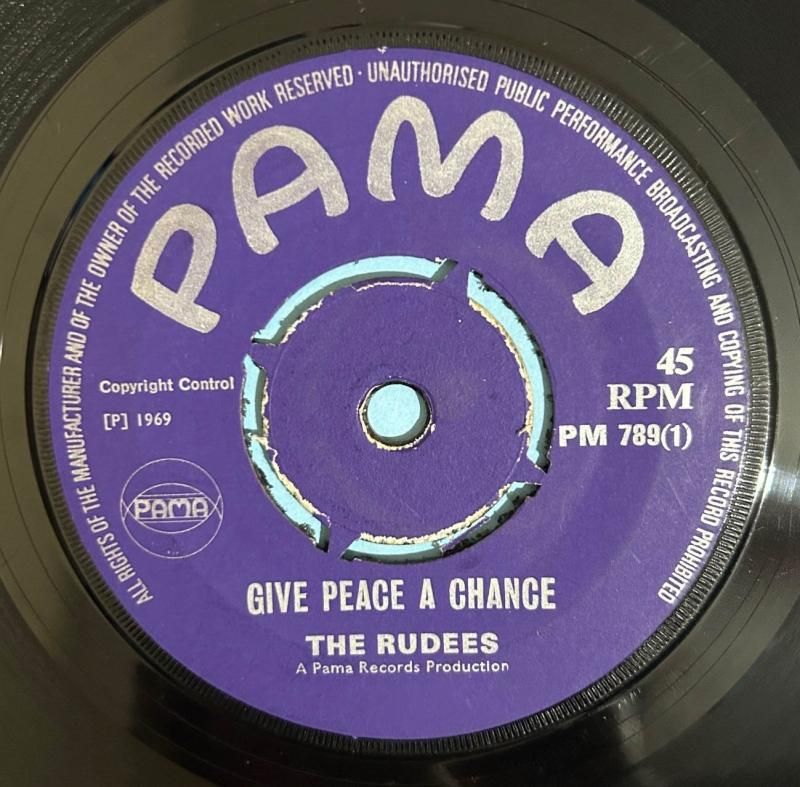 ALL RIGHTS OF THE MANUFACTURER AND OF THE OWNER OF THE RECORDED WORK RESERVED · UNAUTHORISED PUBLIC PERFORMANCE BROADCASTING AND COPYING OF THIS RECORD PROHIBITED
PAMA
Copyright Control
[P] 1969
45
RPM
PM 789(1)
PAMA
GIVE PEACE A CHANCE
THE RUDEES
A Pama Records Production